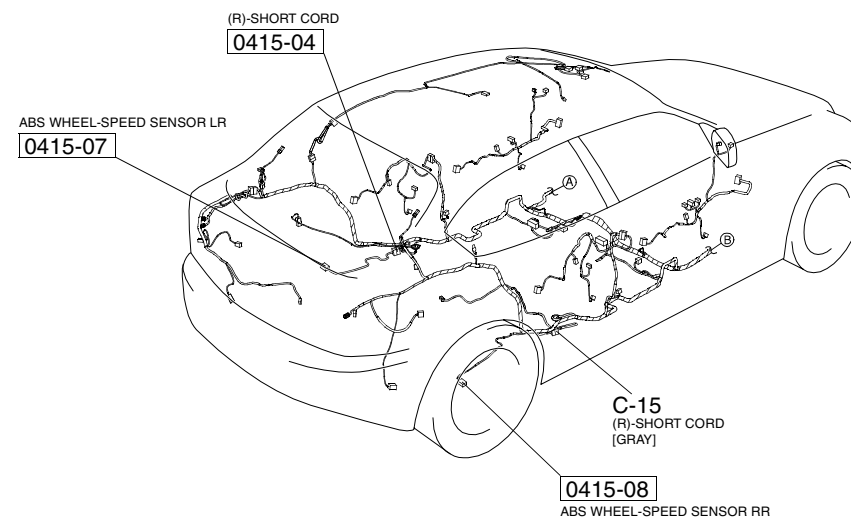 (R)-SHORT CORD
0415-04
ABS WHEEL-SPEED SENSOR LR
0415-07
A
B
C-15
(R)-SHORT CORD
[GRAY]
0415-08
ABS WHEEL-SPEED SENSOR RR